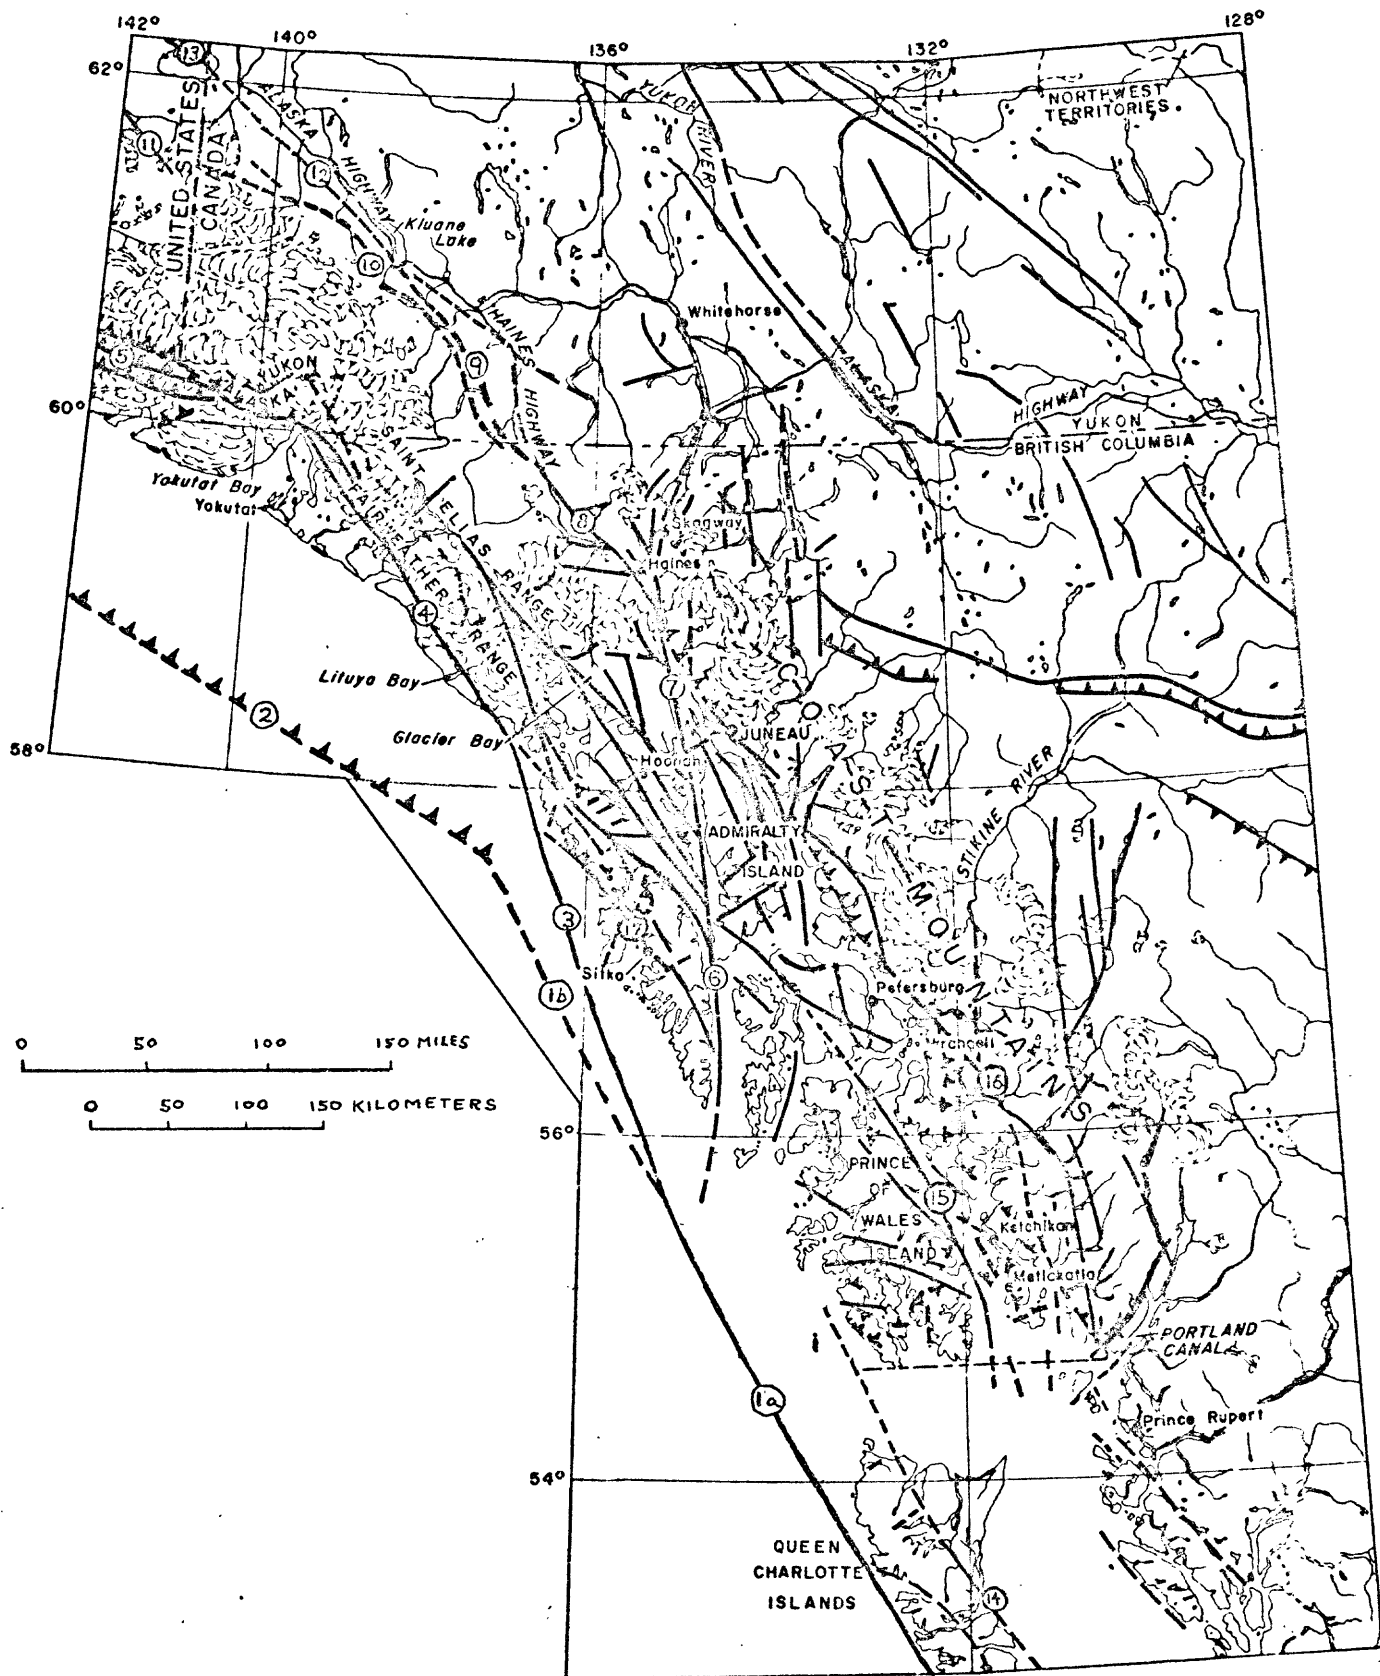 142°
140°
136°
132°
128°
62°
13
ALASKA HIGHWAY
YUKON RIVER
NORTHWEST
TERRITORIES
11
UNITED STATES
CANADA
12
Kluane
Lake
10
Whitehorse
HAINES HIGHWAY
9
5
YUKON
ALASKA
ALASKA
HIGHWAY
YUKON
BRITISH COLUMBIA
60°
Yakutat Bay
Yakutat
SAINT ELIAS RANGE
FAIRWEATHER RANGE
8
Skagway
Haines
4
Lituya Bay
7
2
Glacier Bay
JUNEAU
Hoonah
COAST MOUNTAINS
58°
STIKINE RIVER
ADMIRALTY
ISLAND
3
17
Sitka
6
1b
Petersburg
Wrangell
16
0 50 100 150 MILES
0 50 100 150 KILOMETERS
56°
PRINCE
OF
WALES
ISLAND
15
Ketchikan
Metlakatla
PORTLAND
CANAL
1a
Prince Rupert
54°
QUEEN
CHARLOTTE
ISLANDS
14